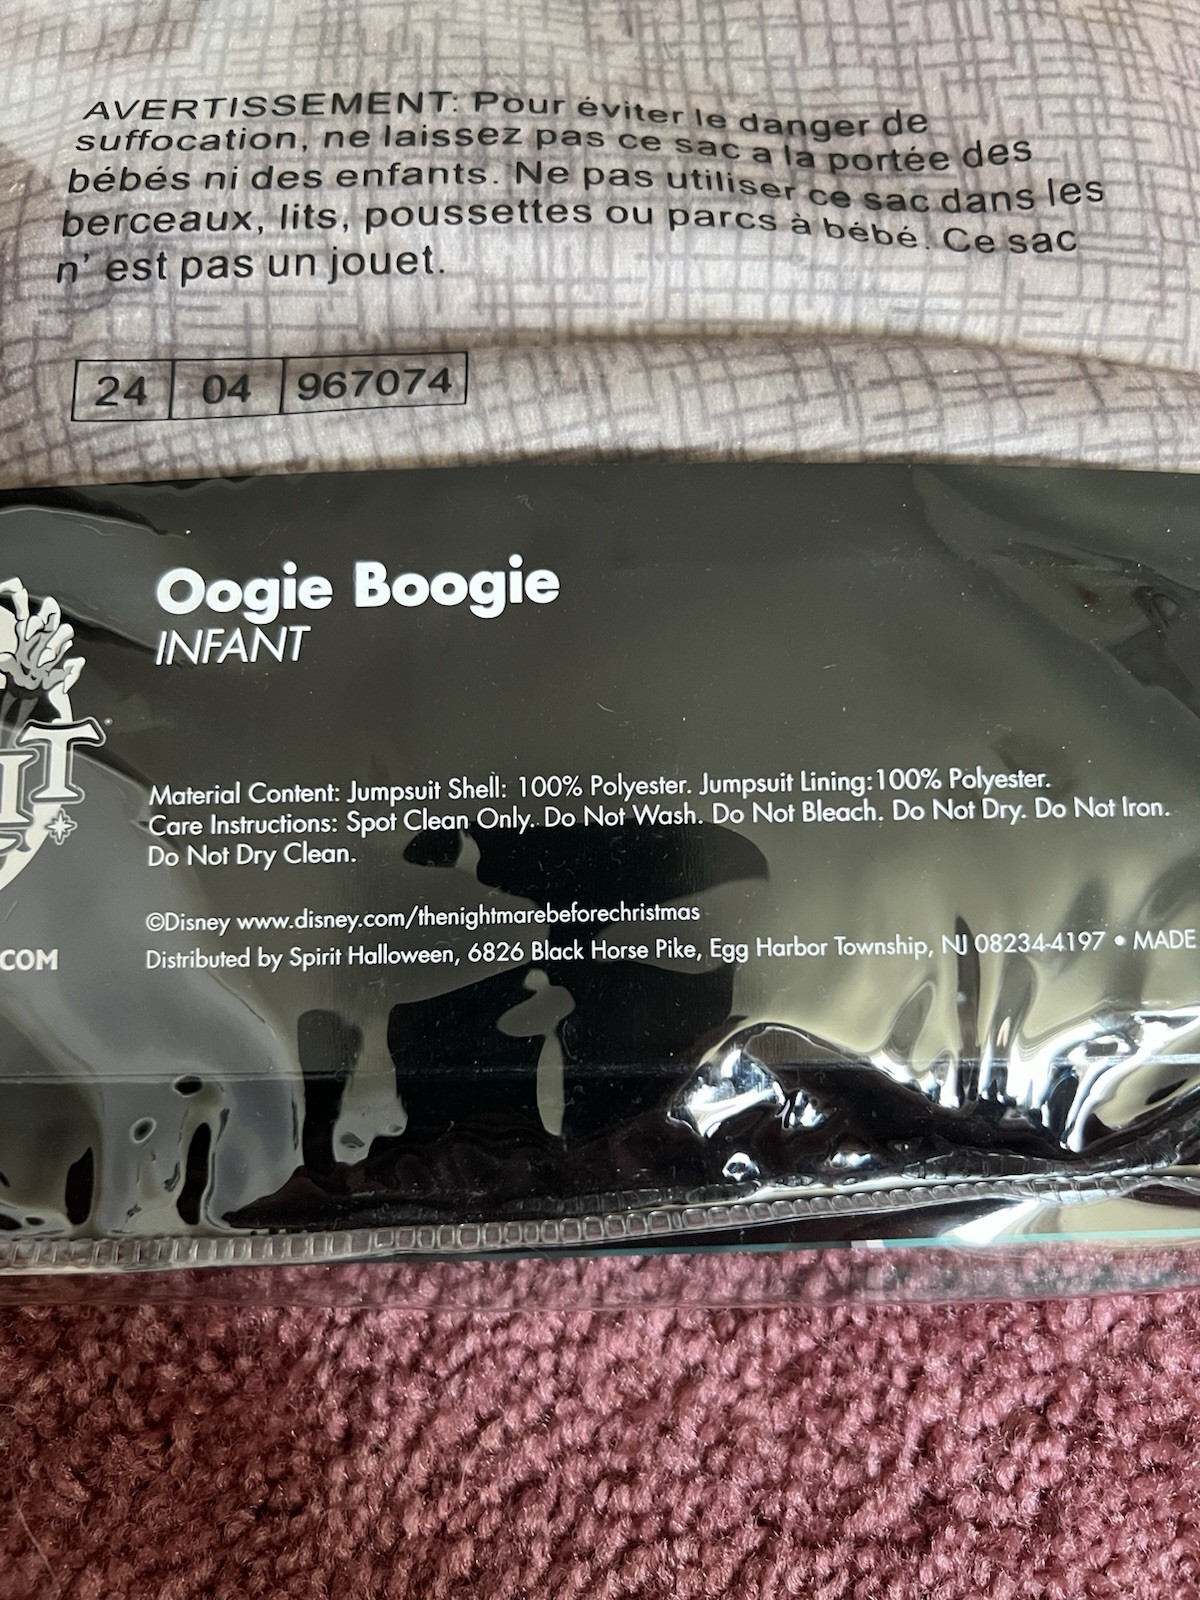 AVERTISSEMENT: Pour éviter le danger de
suffocation, ne laissez pas ce sac a la portée des
bébés ni des enfants. Ne pas utiliser ce sac dans les
berceaux, lits, poussettes ou parcs à bébé. Ce sac
n' est pas un jouet.
24 04 967074
Oogie Boogie
INFANT
IT
Material Content: Jumpsuit Shell: 100% Polyester. Jumpsuit Lining:100% Polyester.
Care Instructions: Spot Clean Only. Do Not Wash. Do Not Bleach. Do Not Dry. Do Not Iron.
Do Not Dry Clean.
©Disney www.disney.com/thenightmarebeforechristmas
.COM
Distributed by Spirit Halloween, 6826 Black Horse Pike, Egg Harbor Township, NJ 08234-4197 • MADE